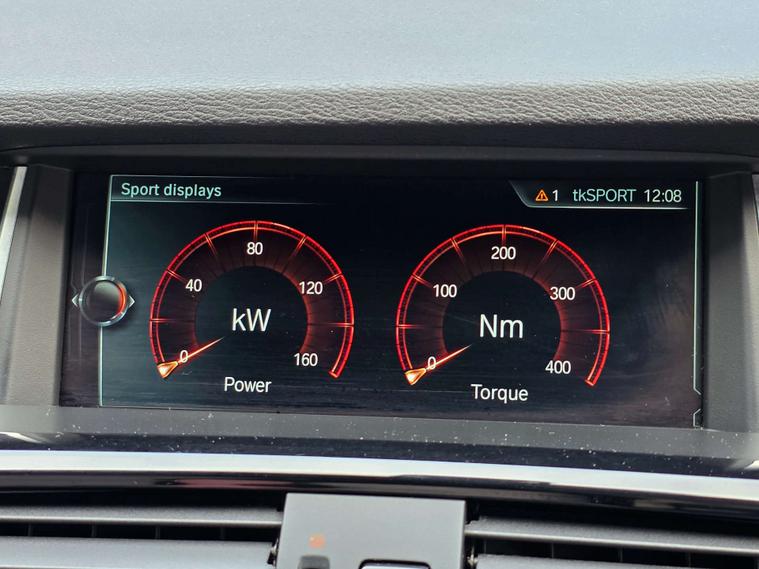 Sport displays
1 tkSPORT 12:08
0 40 80 120 160
kW
Power
0 100 200 300 400
Nm
Torque